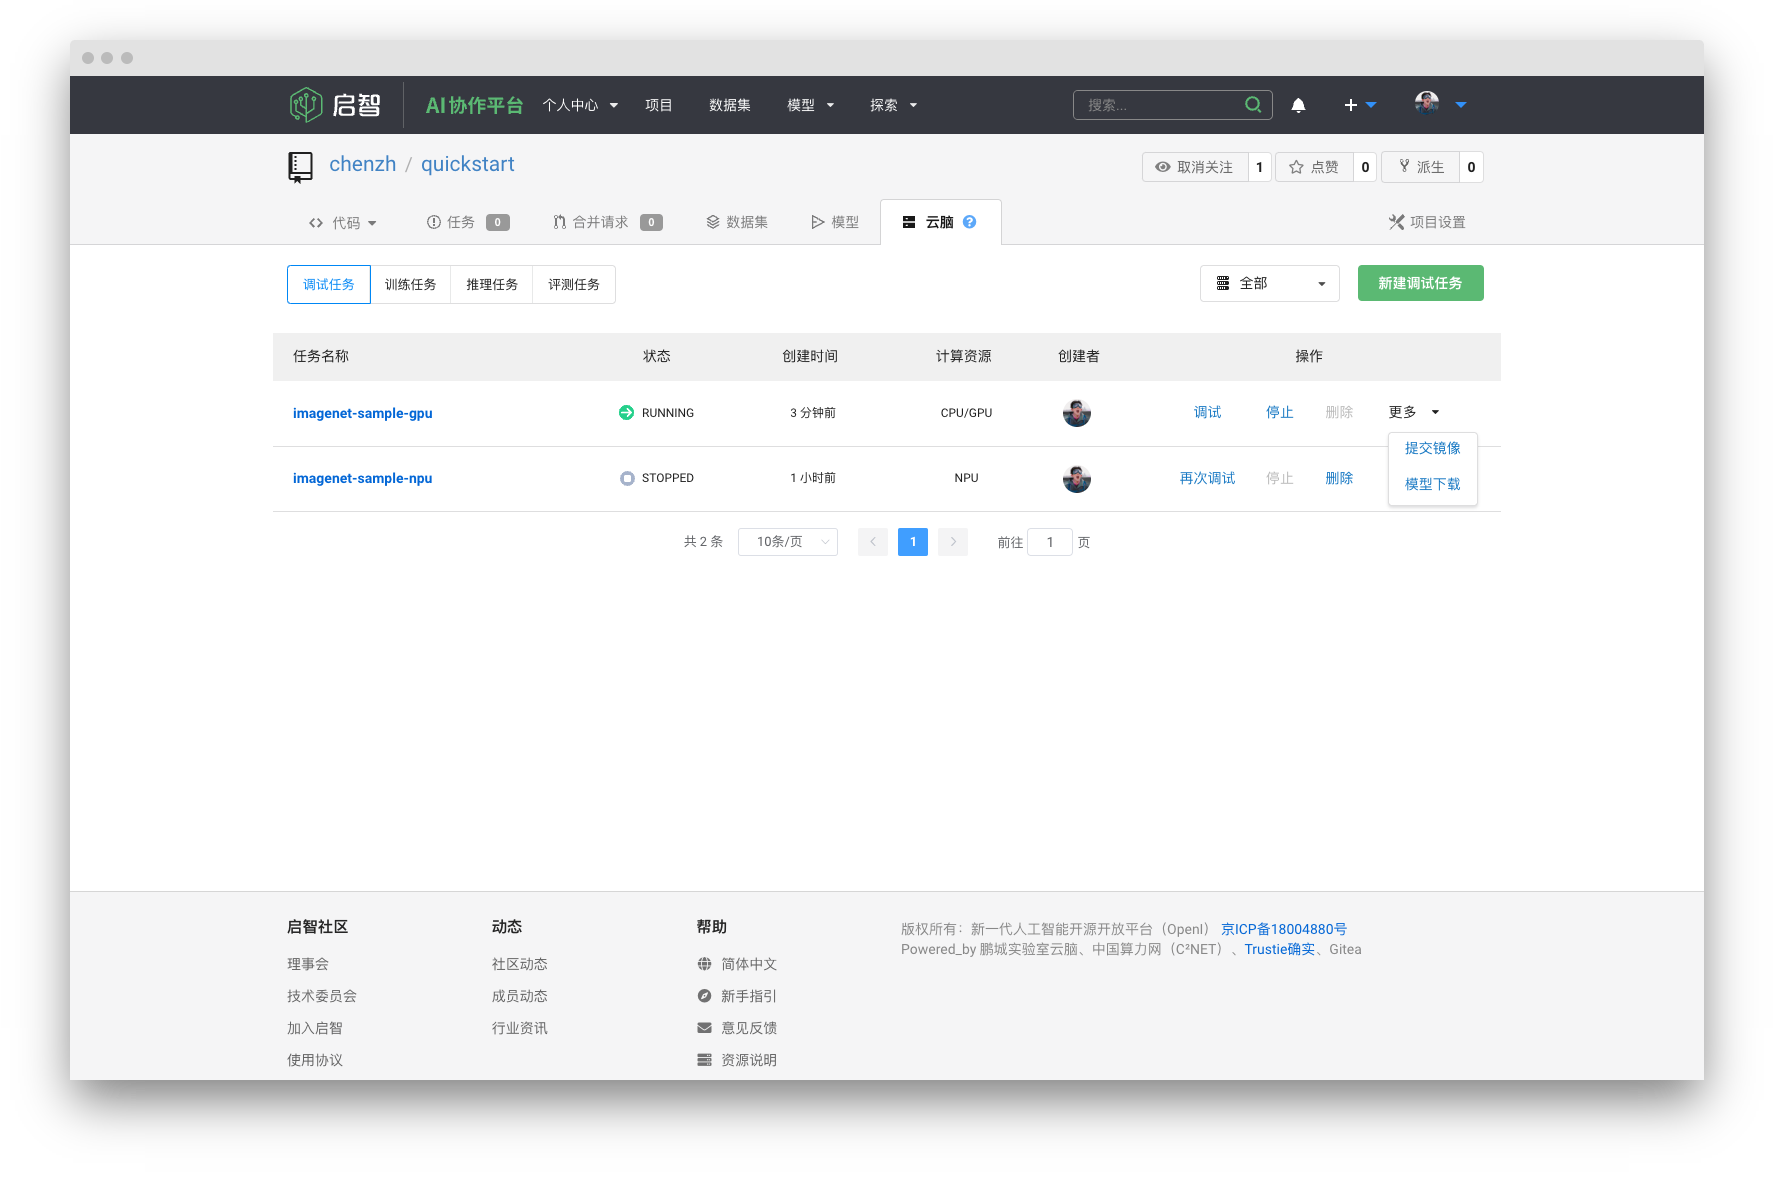 启智 AI协作平台 个人中心 项目 数据集 模型 探索 搜索...
chenzh / quickstart 取消关注 1 点赞 0 派生 0
代码 任务 0 合并请求 0 数据集 模型 云脑 ? 项目设置
调试任务 训练任务 推理任务 评测任务 全部 新建调试任务
任务名称 状态 创建时间 计算资源 创建者 操作
imagenet-sample-gpu RUNNING 3 分钟前 CPU/GPU 调试 停止 删除 更多
提交镜像
imagenet-sample-npu STOPPED 1 小时前 NPU 再次调试 停止 删除
模型下载
共 2 条 10条/页 1 前往 1 页
启智社区 动态 帮助
版权所有：新一代人工智能开源开放平台（OpenI） 京ICP备18004880号
Powered_by 鹏城实验室云脑、中国算力网（C²NET）、Trustie确实、Gitea
理事会 社区动态 简体中文
技术委员会 成员动态 新手指引
加入启智 行业资讯 意见反馈
使用协议 资源说明